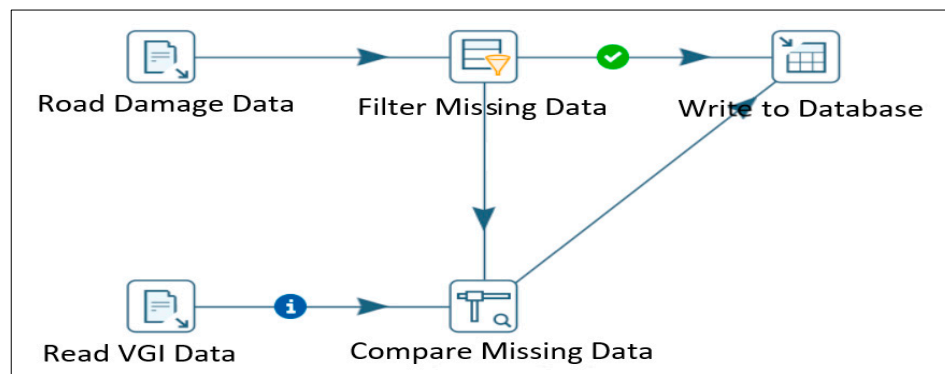 Road Damage Data
Filter Missing Data
Write to Database
Read VGI Data
Compare Missing Data